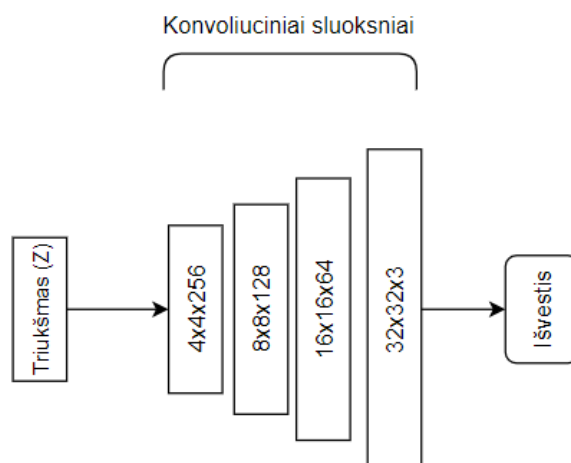 Konvoliuciniai sluoksniai
Triukšmas (Z)
4x4x256
8x8x128
16x16x64
32x32x3
Išvestis